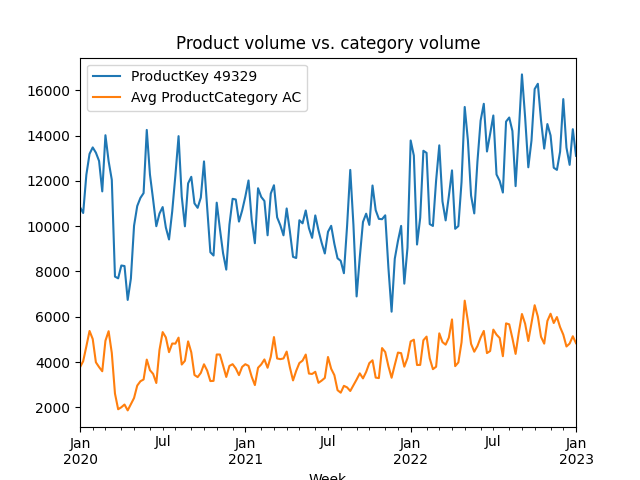 Product volume vs. category volume
ProductKey 49329
Avg ProductCategory AC
16000
14000
12000
10000
8000
6000
4000
2000
Jan Jul Jan Jul Jan Jul Jan
2020 2021 2022 2023
Week